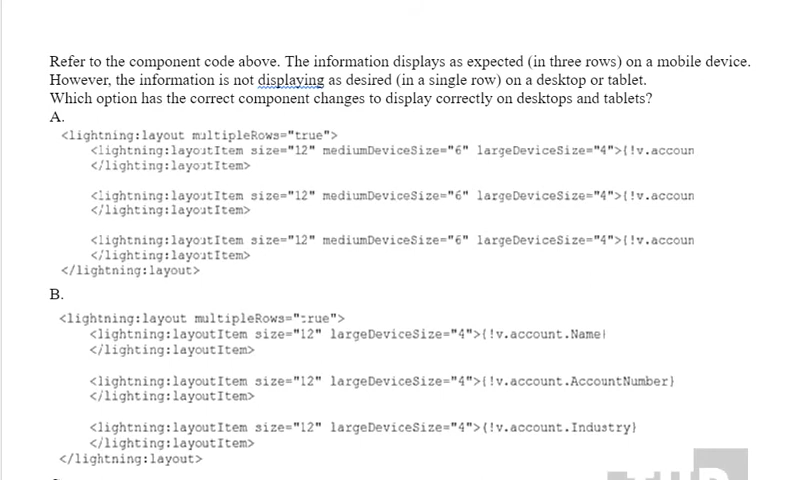 Refer to the component code above. The information displays as expected (in three rows) on a mobile device.
However, the information is not displaying as desired (in a single row) on a desktop or tablet.
Which option has the correct component changes to display correctly on desktops and tablets?
A.
<lightning:layout multipleRows="true">
<lightning:layoutItem size="12" mediumDeviceSize="6" largeDeviceSize="4">{!v.accoun
</lighting:layoutItem>
<lightning:layoutItem size="12" mediumDeviceSize="6" largeDeviceSize="4">{!v.accoun
</lighting:layoutItem>
<lightning:layoutItem size="12" mediumDeviceSize="6" largeDeviceSize="4">{!v.accoun
</lighting:layoutItem>
</lightning:layout>
B.
<lightning:layout multipleRows="true">
<lightning:layoutItem size="12" largeDeviceSize="4">{!v.account.Name}
</lighting:layoutItem>
<lightning:layoutItem size="12" largeDeviceSize="4">{!v.account.AccountNumber}
</lighting:layoutItem>
<lightning:layoutItem size="12" largeDeviceSize="4">{!v.account.Industry}
</lighting:layoutItem>
</lightning:layout>